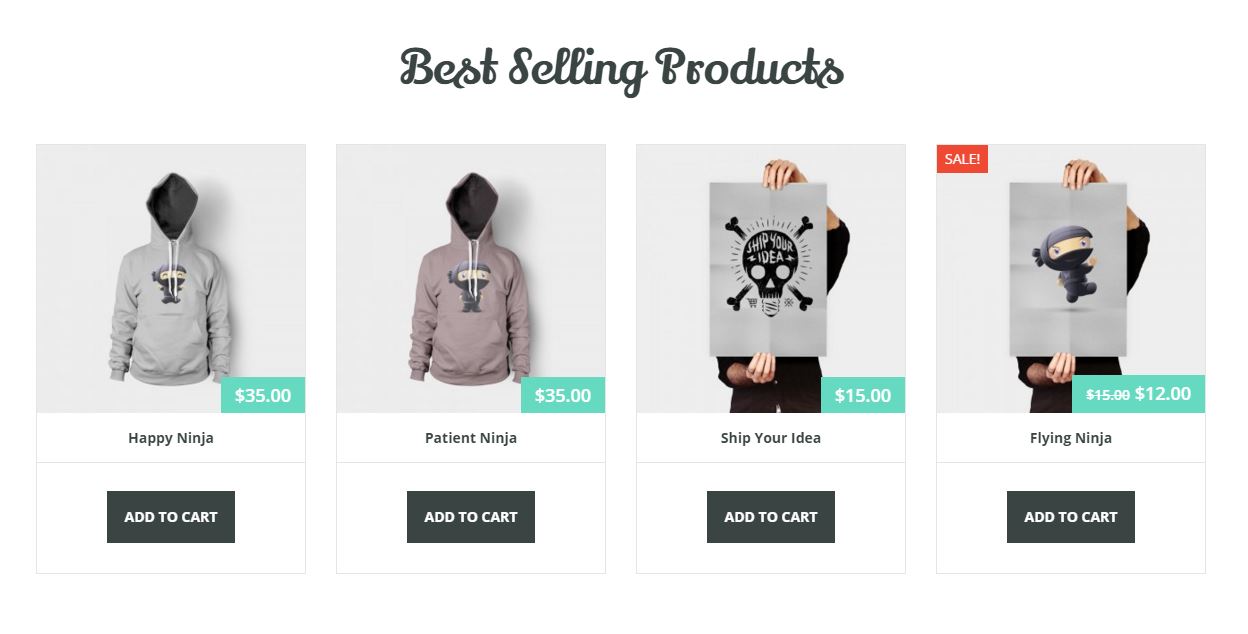 Best Selling Products
SALE!
SHIP YOUR
IDEA
$35.00
$35.00
$15.00
$15.00 $12.00
Happy Ninja
Patient Ninja
Ship Your Idea
Flying Ninja
ADD TO CART
ADD TO CART
ADD TO CART
ADD TO CART